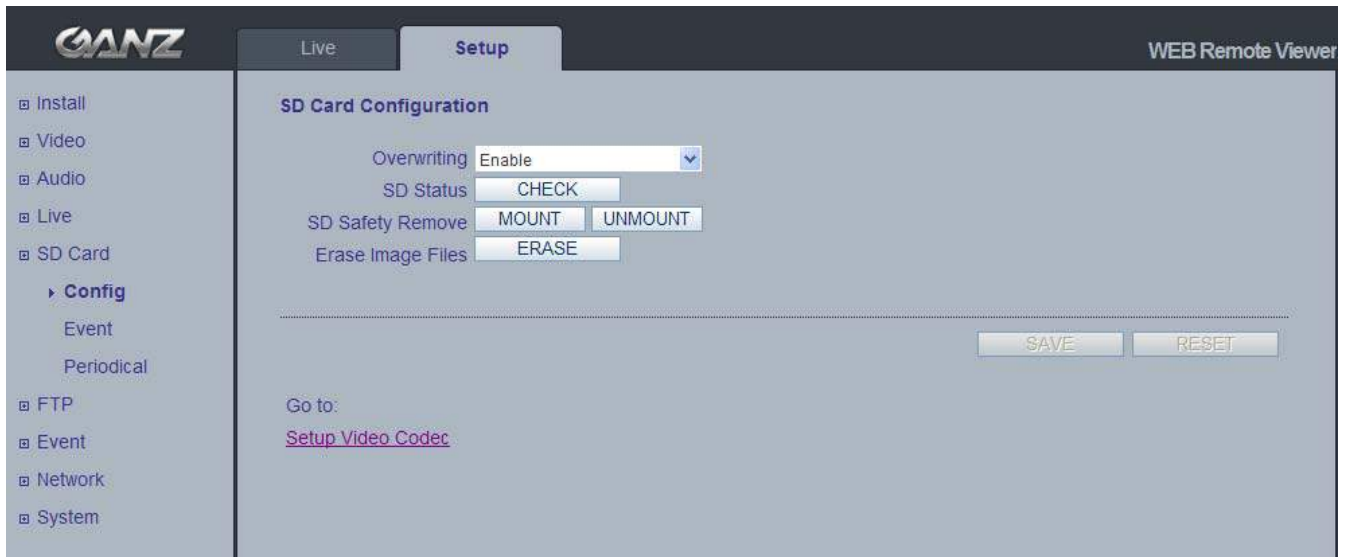 GANZ
Live
Setup
WEB Remote Viewer
Install
Video
Audio
Live
SD Card
Config
Event
Periodical
FTP
Event
Network
System
SD Card Configuration
Overwriting Enable
SD Status CHECK
SD Safety Remove MOUNT UNMOUNT
Erase Image Files ERASE
SAVE RESET
Go to:
Setup Video Codec